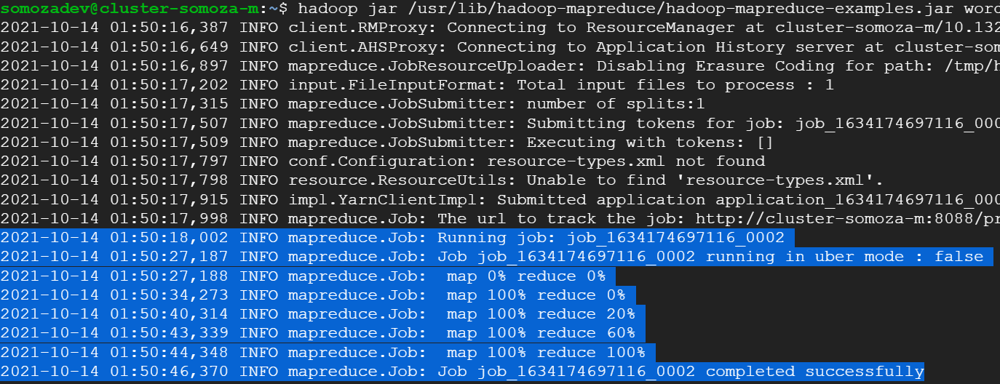 somozadev@cluster-somoza-m:~$ hadoop jar /usr/lib/hadoop-mapreduce/hadoop-mapreduce-examples.jar
2021-10-14 01:50:16,387 INFO client.RMProxy: Connecting to ResourceManager at cluster-somoza-m/10.132
2021-10-14 01:50:16,649 INFO client.AHSProxy: Connecting to Application History server at cluster-som
2021-10-14 01:50:16,897 INFO mapreduce.JobResourceUploader: Disabling Erasure Coding for path: /tmp/h
2021-10-14 01:50:17,202 INFO input.FileInputFormat: Total input files to process : 1
2021-10-14 01:50:17,315 INFO mapreduce.JobSubmitter: number of splits:1
2021-10-14 01:50:17,507 INFO mapreduce.JobSubmitter: Submitting tokens for job: job_1634174697116_000
2021-10-14 01:50:17,509 INFO mapreduce.JobSubmitter: Executing with tokens: []
2021-10-14 01:50:17,797 INFO conf.Configuration: resource-types.xml not found
2021-10-14 01:50:17,798 INFO resource.ResourceUtils: Unable to find 'resource-types.xml'.
2021-10-14 01:50:17,915 INFO impl.YarnClientImpl: Submitted application application_1634174697116_000
2021-10-14 01:50:17,998 INFO mapreduce.Job: The url to track the job: http://cluster-somoza-m:8088/pr
2021-10-14 01:50:18,002 INFO mapreduce.Job: Running job: job_1634174697116_0002
2021-10-14 01:50:27,187 INFO mapreduce.Job: Job job_1634174697116_0002 running in uber mode : false
2021-10-14 01:50:27,188 INFO mapreduce.Job:  map 0% reduce 0%
2021-10-14 01:50:34,273 INFO mapreduce.Job:  map 100% reduce 0%
2021-10-14 01:50:40,314 INFO mapreduce.Job:  map 100% reduce 20%
2021-10-14 01:50:43,339 INFO mapreduce.Job:  map 100% reduce 60%
2021-10-14 01:50:44,348 INFO mapreduce.Job:  map 100% reduce 100%
2021-10-14 01:50:46,370 INFO mapreduce.Job: Job job_1634174697116_0002 completed successfully